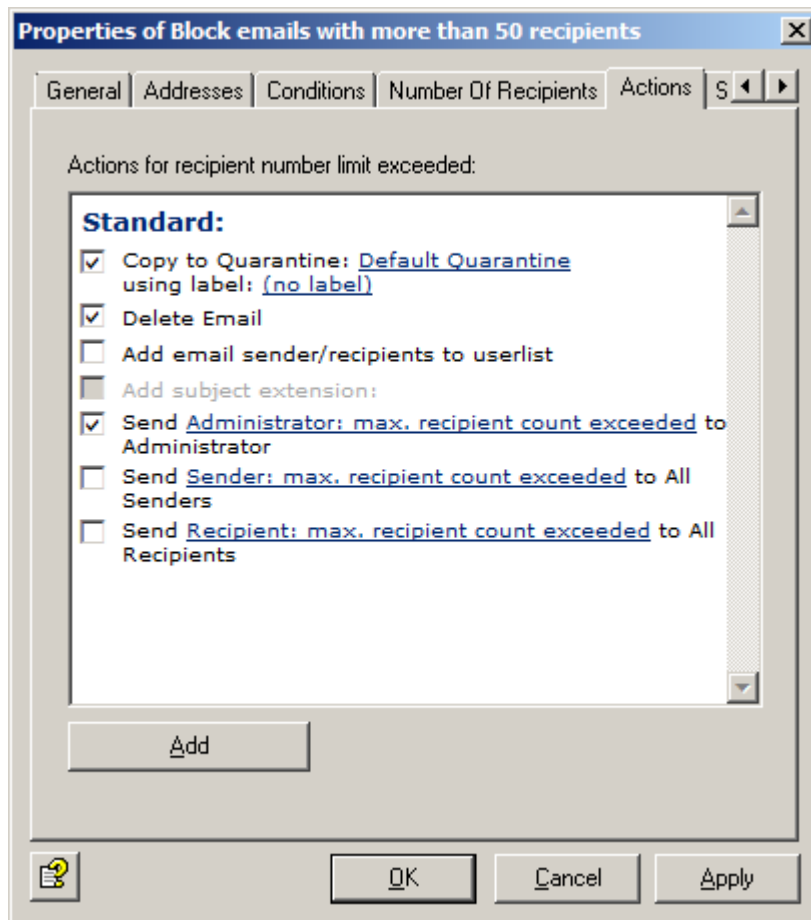 Properties of Block emails with more than 50 recipients
General Addresses Conditions Number Of Recipients Actions S
Actions for recipient number limit exceeded:
Standard:
Copy to Quarantine: Default Quarantine
using label: (no label)
Delete Email
Add email sender/recipients to userlist
Add subject extension:
Send Administrator: max. recipient count exceeded to
Administrator
Send Sender: max. recipient count exceeded to All
Senders
Send Recipient: max. recipient count exceeded to All
Recipients
Add
OK Cancel Apply